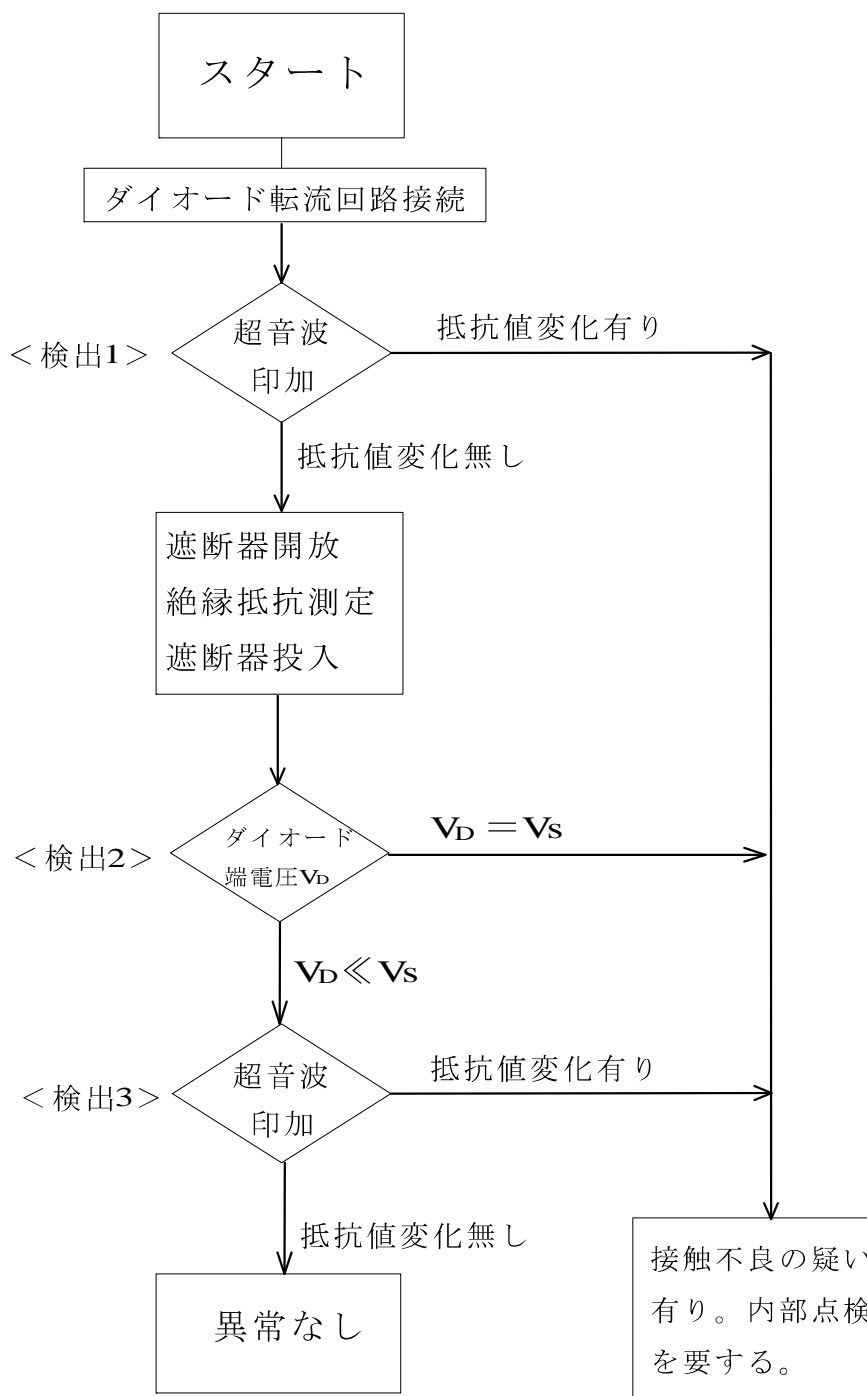 スタート
ダイオード転流回路接続
<検出1>
超音波
印加
抵抗値変化有り
抵抗値変化無し
遮断器開放
絶縁抵抗測定
遮断器投入
<検出2>
ダイオード
端電圧VD
VD=VS
VD≪VS
<検出3>
超音波
印加
抵抗値変化有り
抵抗値変化無し
異常なし
接触不良の疑い
有り。内部点検
を要する。